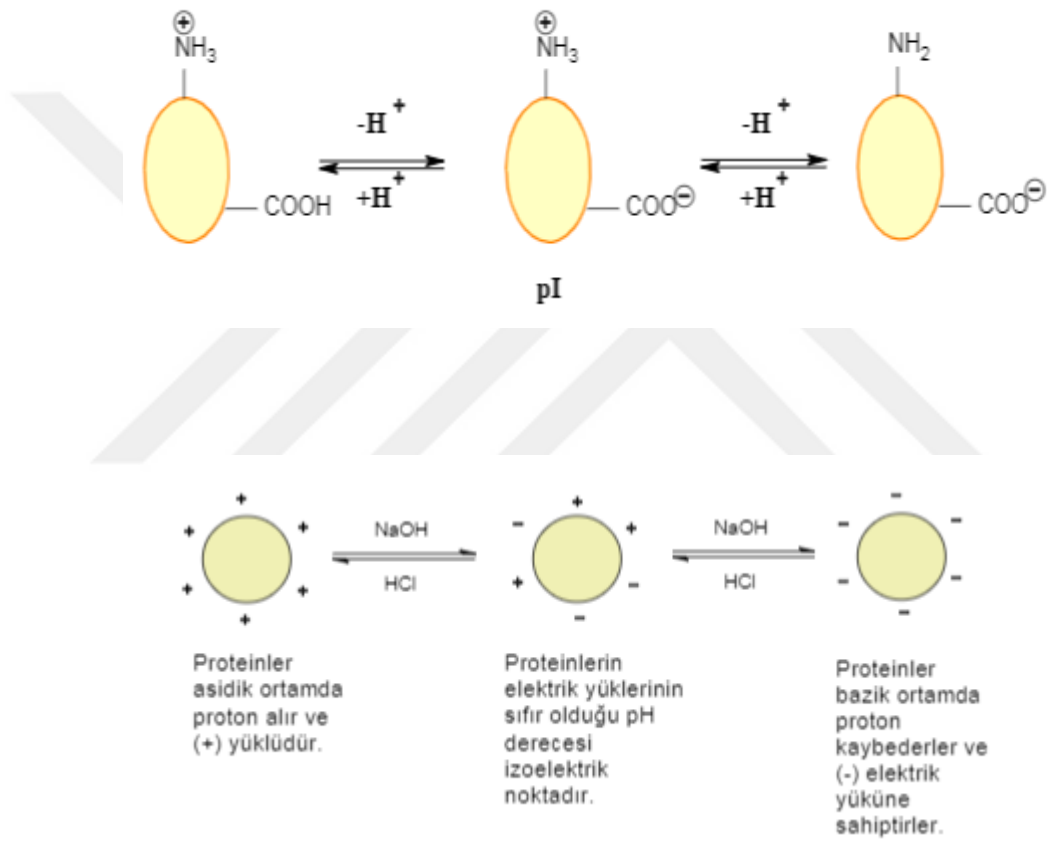 ⊕
NH3
COOH
-H+
+H+
⊕
NH3
COO⊖
pI
-H+
+H+
NH2
COO⊖
+
+
+
+
+
+
NaOH
HCl
+
-
+
+
-
-
NaOH
HCl
-
-
-
-
-
-
Proteinler
asidik ortamda
proton alır ve
(+) yüklüdür.
Proteinlerin
elektrik yüklerinin
sıfır olduğu pH
derecesi
izoelektrik
noktadır.
Proteinler
bazik ortamda
proton
kaybederler ve
(-) elektrik
yüküne
sahiptirler.